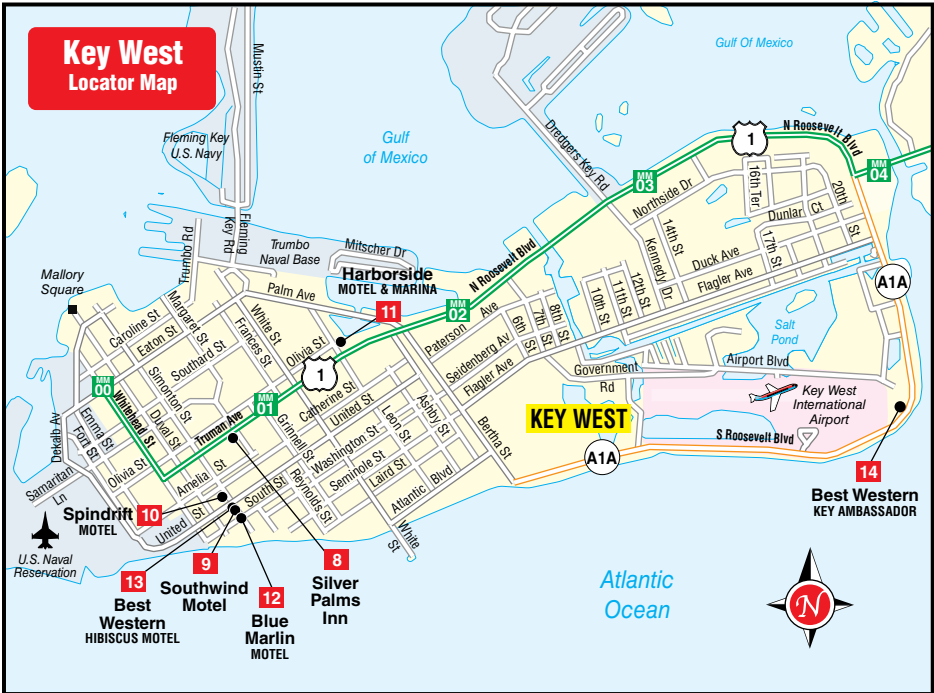 Key West
Locator Map
Mustin St
Gulf Of Mexico
Fleming Key
U.S. Navy
Gulf
of Mexico
Dredgers Key Rd
1
N Roosevelt Blvd
MM
04
MM
03
Northside Dr
16th Ter
20th St
Dunlar Ct
14th St
17th St
Kennedy Dr
Duck Ave
Flagler Ave
A1A
Trumbo Rd
Fleming
Key Rd
Trumbo
Naval Base
Mitscher Dr
Harborside
MOTEL & MARINA
11
N Roosevelt Blvd
MM
02
Mallory
Square
Palm Ave
10th St
11th St
12th St
Salt
Pond
Caroline St
Eaton St
Margaret St
White St
Frances St
Southard St
Olivia St
1
Paterson Ave
6th St
7th St
8th St
Seidenberg Av
Flagler Ave
Government
Rd
Airport Blvd
Key West
International
Airport
MM
00
Whitehead St
Simonton St
Duval St
Truman Ave
MM
01
Catherine St
United St
Grinnell St
Ashby St
Leon St
Bertha St
KEY WEST
A1A
S Roosevelt Blvd
Dekalb Av
Emma St
Fort St
Olivia St
Amelia St
Washington St
Seminole St
Laird St
Atlantic Blvd
South St
Reynolds St
United St
White
St
Samaritan
Ln
U.S. Naval
Reservation
Spindrift
MOTEL
10
13
Best
Western
HIBISCUS MOTEL
9
Southwind
Motel
12
Blue
Marlin
MOTEL
8
Silver
Palms
Inn
14
Best Western
KEY AMBASSADOR
Atlantic
Ocean
N